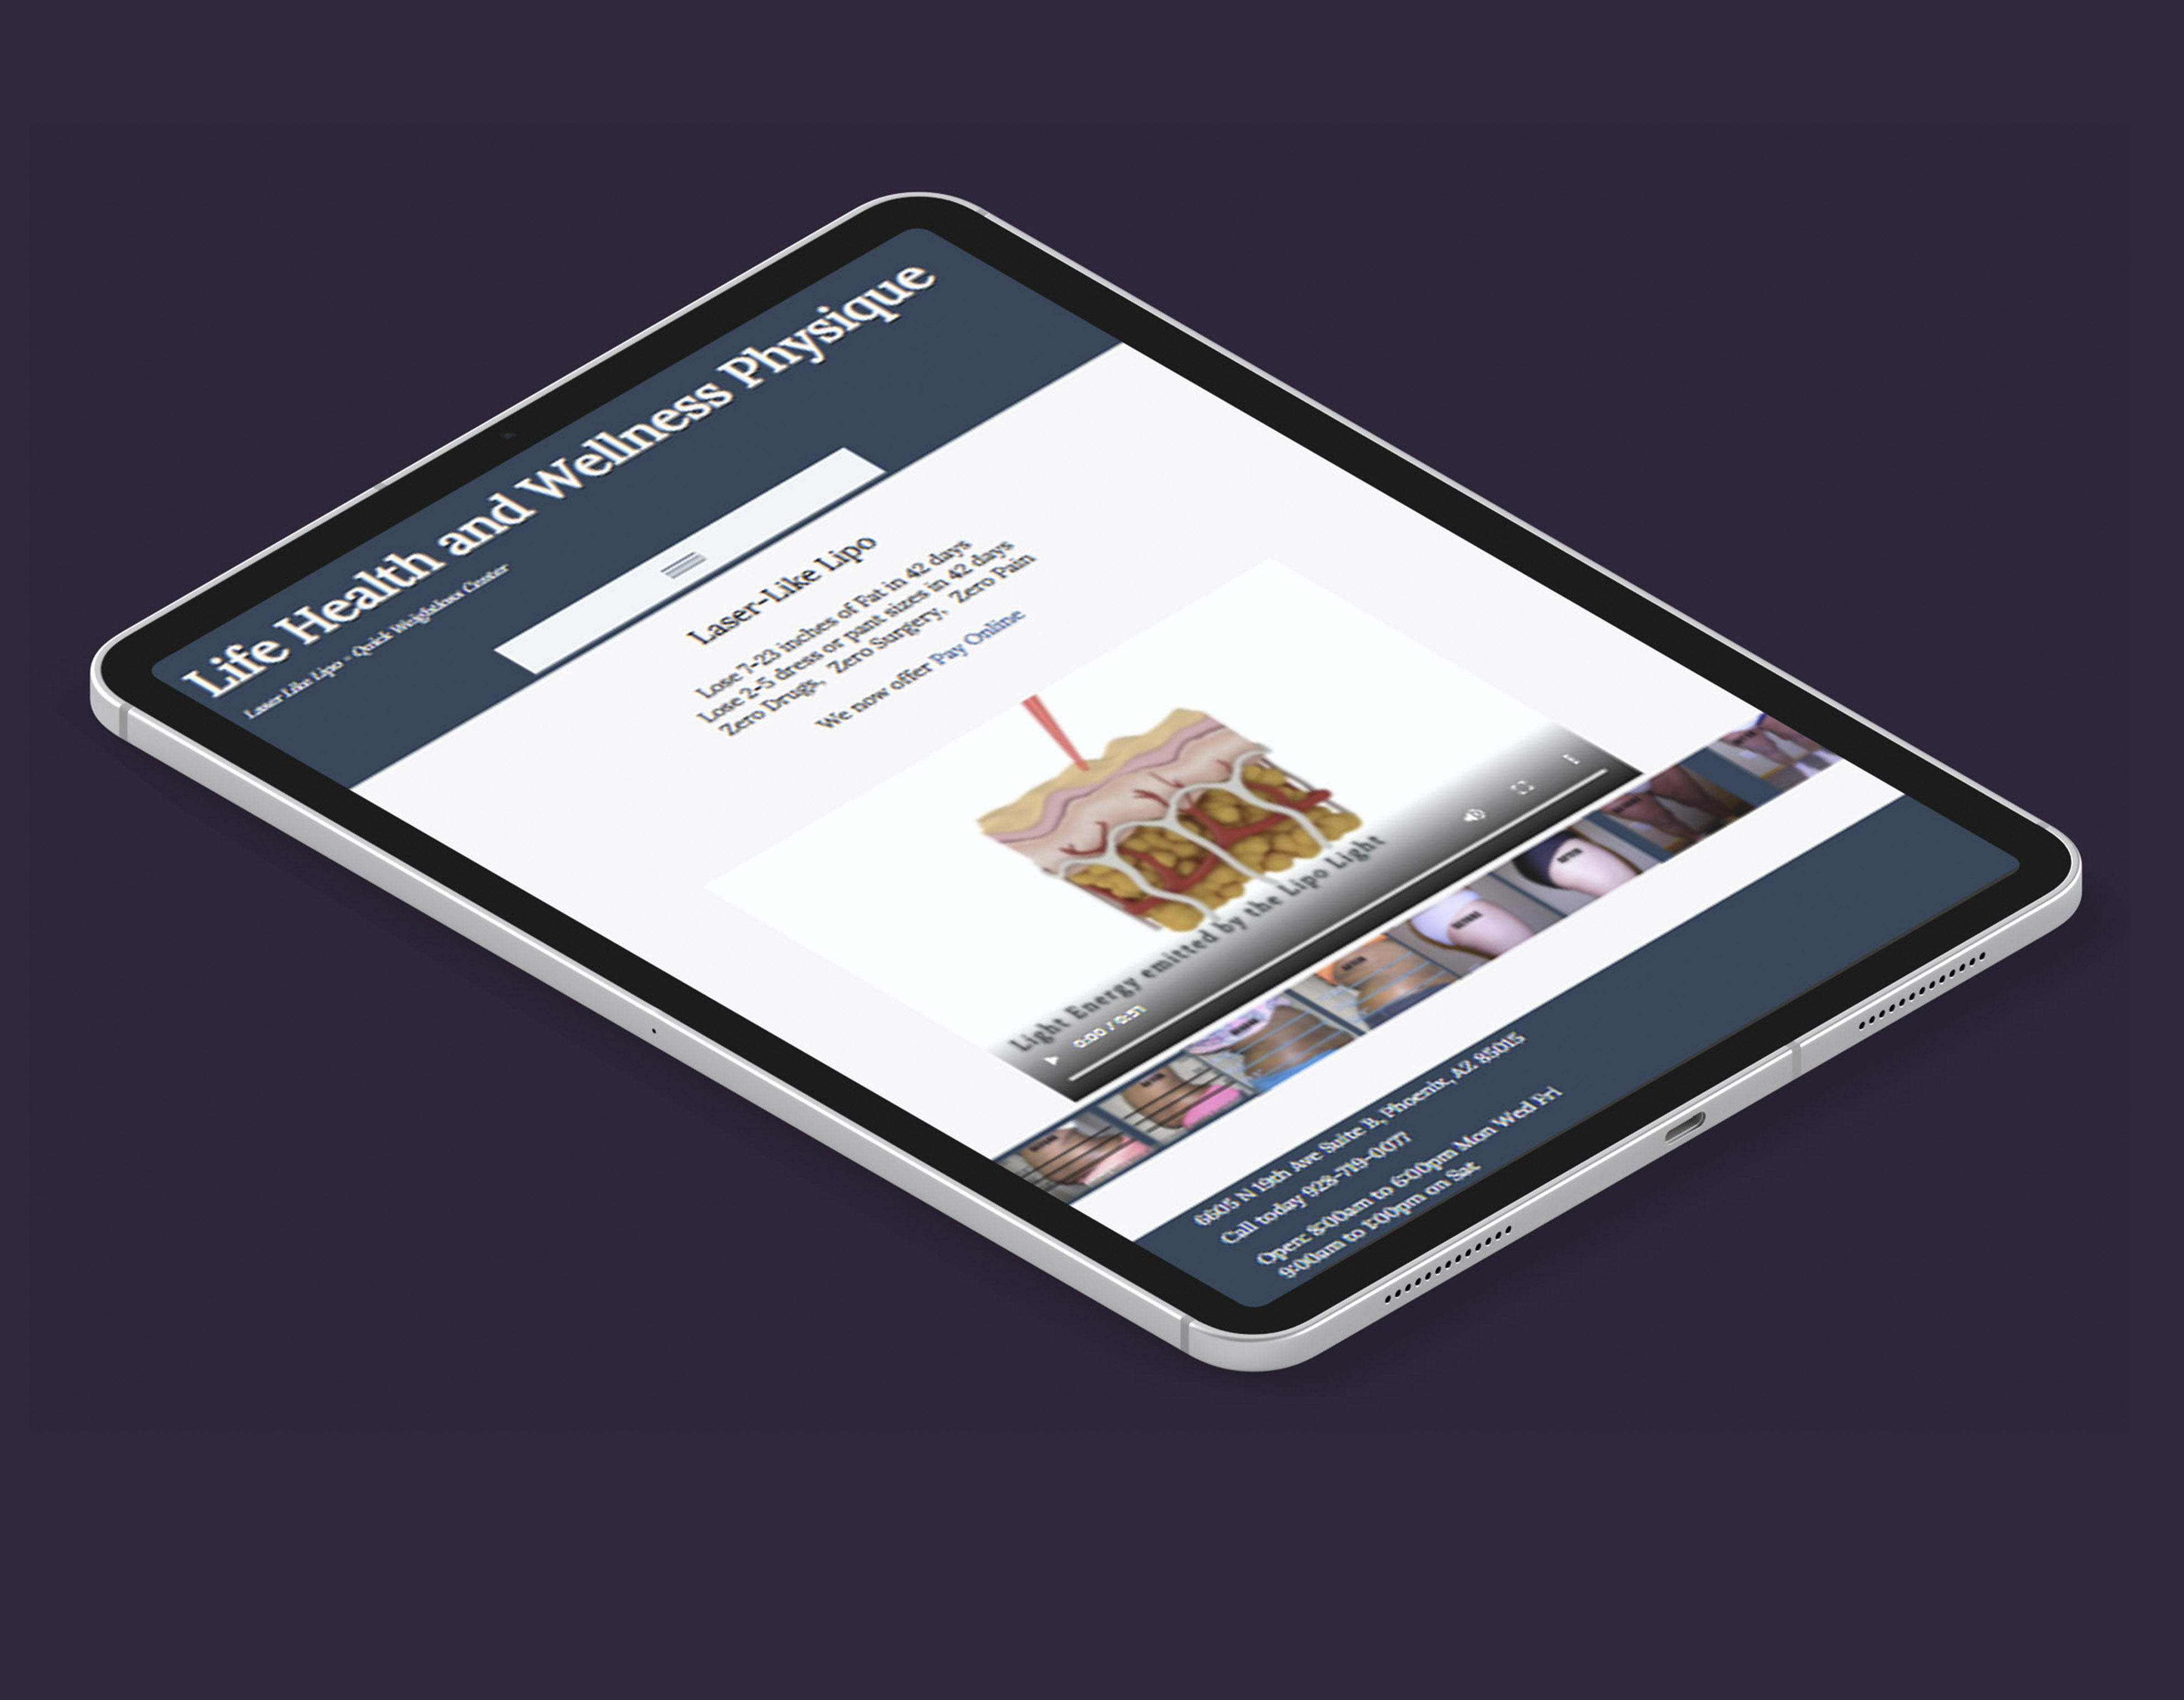 Life Health and Wellness Physique
Laser Like Lipo - Quick Weightloss Center
Laser-Like Lipo
Lose 7-23 inches of Fat in 42 days
Lose 2-5 dress or pant sizes in 42 days
Zero Drugs, Zero Surgery, Zero Pain
We now offer Pay Online
Light Energy emitted by the Lipo Light
0:00 / 0:51
BEFORE
AFTER
6605 N 19th Ave Suite B, Phoenix, AZ 85015
Call today 928-719-0077
Open: 8:00am to 6:00pm Mon Wed Fri
9:00am to 1:00pm on Sat